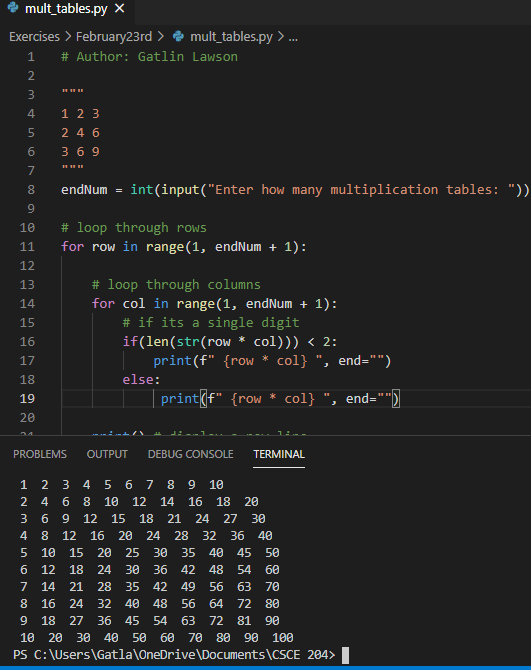 mult_tables.py ×
Exercises > February23rd > mult_tables.py > ...
1 # Author: Gatlin Lawson
2
3 """
4 1 2 3
5 2 4 6
6 3 6 9
7 """
8 endNum = int(input("Enter how many multiplication tables: "))
9
10 # loop through rows
11 for row in range(1, endNum + 1):
12
13     # loop through columns
14     for col in range(1, endNum + 1):
15         # if its a single digit
16         if(len(str(row * col))) < 2:
17             print(f" {row * col} ", end="")
18         else:
19              print(f" {row * col} ", end="")
20
21     print() # display a new line
PROBLEMS OUTPUT DEBUG CONSOLE TERMINAL
 1  2  3  4  5  6  7  8  9  10
 2  4  6  8  10  12  14  16  18  20
 3  6  9  12  15  18  21  24  27  30
 4  8  12  16  20  24  28  32  36  40
 5  10  15  20  25  30  35  40  45  50
 6  12  18  24  30  36  42  48  54  60
 7  14  21  28  35  42  49  56  63  70
 8  16  24  32  40  48  56  64  72  80
 9  18  27  36  45  54  63  72  81  90
 10  20  30  40  50  60  70  80  90  100
PS C:\Users\Gatla\OneDrive\Documents\CSCE 204>